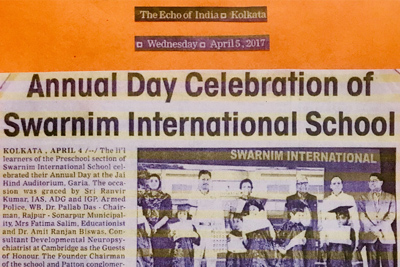 The Echo of India Kolkata
Wednesday April 5, 2017
Annual Day Celebration of
Swarnim International School
KOLKATA, APRIL 4 /--/ The li'l
learners of the Preschool section of
Swarnim International School cel-
ebrated their Annual Day at the Jai
Hind Auditorium, Garia. The occa-
sion was graced by Sri Ranvir
Kumar, IAS, ADG and IGP, Armed
Police, WB, Dr. Pallab Das - Chair-
man, Rajpur - Sonarpur Municipal-
ity, Mrs Fatima Salim, Educationist
and Dr. Amit Ranjan Biswas, Con-
sultant Developmental Neuropsy-
chiatrist at Cambridge as the Guests
of Honour. The Founder Chairman
of the school and Patton conglomer-
SWARNIM INTERNATIONAL